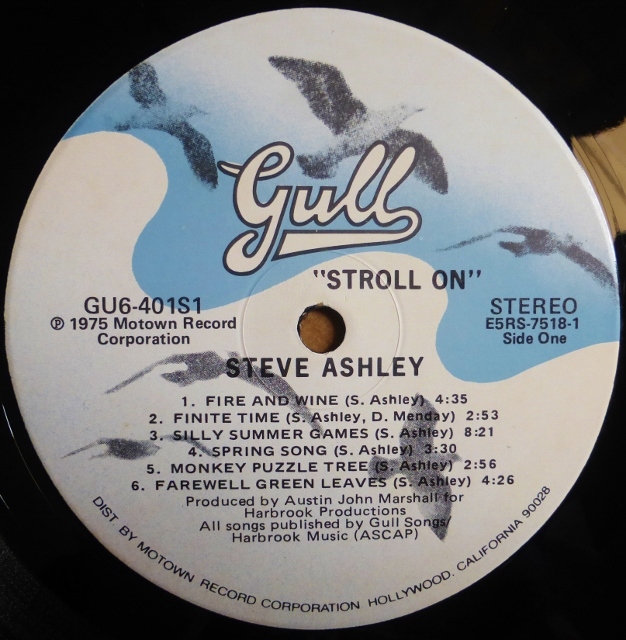 Gull
"STROLL ON"
GU6-401S1
℗ 1975 Motown Record
Corporation
STEREO
E5RS-7518-1
Side One
STEVE ASHLEY
1. FIRE AND WINE (S. Ashley) 4:35
2. FINITE TIME (S. Ashley, D. Menday) 2:53
3. SILLY SUMMER GAMES (S. Ashley) 8:21
4. SPRING SONG (S. Ashley) 3:30
5. MONKEY PUZZLE TREE (S. Ashley) 2:56
6. FAREWELL GREEN LEAVES (S. Ashley) 4:26
Produced by Austin John Marshall for
Harbrook Productions
All songs published by Gull Songs/
Harbrook Music (ASCAP)
DIST. BY MOTOWN RECORD CORPORATION HOLLYWOOD, CALIFORNIA 90028